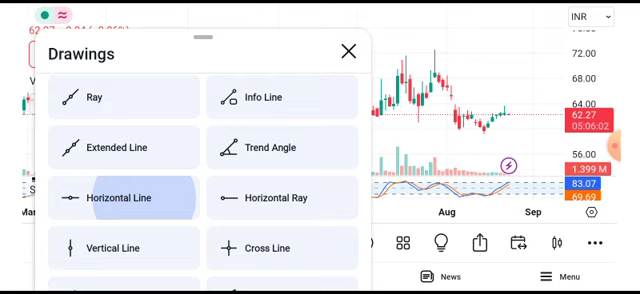 INR
Drawings
72.00
68.00
64.00
62.27
05:06:02
56.00
1.399 M
83.07
69.69
Ray
Info Line
Extended Line
Trend Angle
Horizontal Line
Horizontal Ray
Vertical Line
Cross Line
Aug
Sep
News
Menu